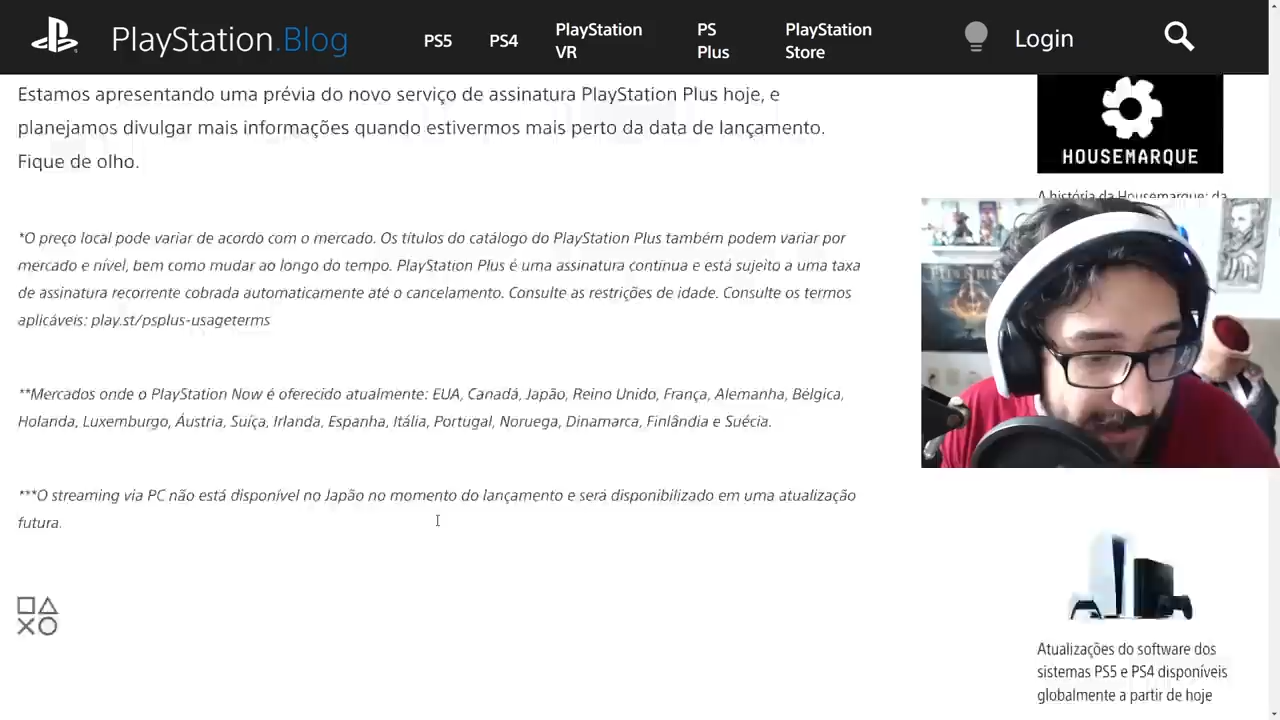 PlayStation.Blog
PS5
PS4
PlayStation
VR
PS
Plus
PlayStation
Store
Login
Estamos apresentando uma prévia do novo serviço de assinatura PlayStation Plus hoje, e
planejamos divulgar mais informações quando estivermos mais perto da data de lançamento.
Fique de olho.
*O preço local pode variar de acordo com o mercado. Os títulos do catálogo do PlayStation Plus também podem variar por
mercado e nível, bem como mudar ao longo do tempo. PlayStation Plus é uma assinatura contínua e está sujeito a uma taxa
de assinatura recorrente cobrada automaticamente até o cancelamento. Consulte as restrições de idade. Consulte os termos
aplicáveis: play.st/psplus-usageterms
**Mercados onde o PlayStation Now é oferecido atualmente: EUA, Canadá, Japão, Reino Unido, França, Alemanha, Bélgica,
Holanda, Luxemburgo, Áustria, Suíça, Irlanda, Espanha, Itália, Portugal, Noruega, Dinamarca, Finlândia e Suécia.
***O streaming via PC não está disponível no Japão no momento do lançamento e será disponibilizado em uma atualização
futura.
HOUSEMARQUE
A história da Housemarque: da
Atualizações do software dos
sistemas PS5 e PS4 disponíveis
globalmente a partir de hoje